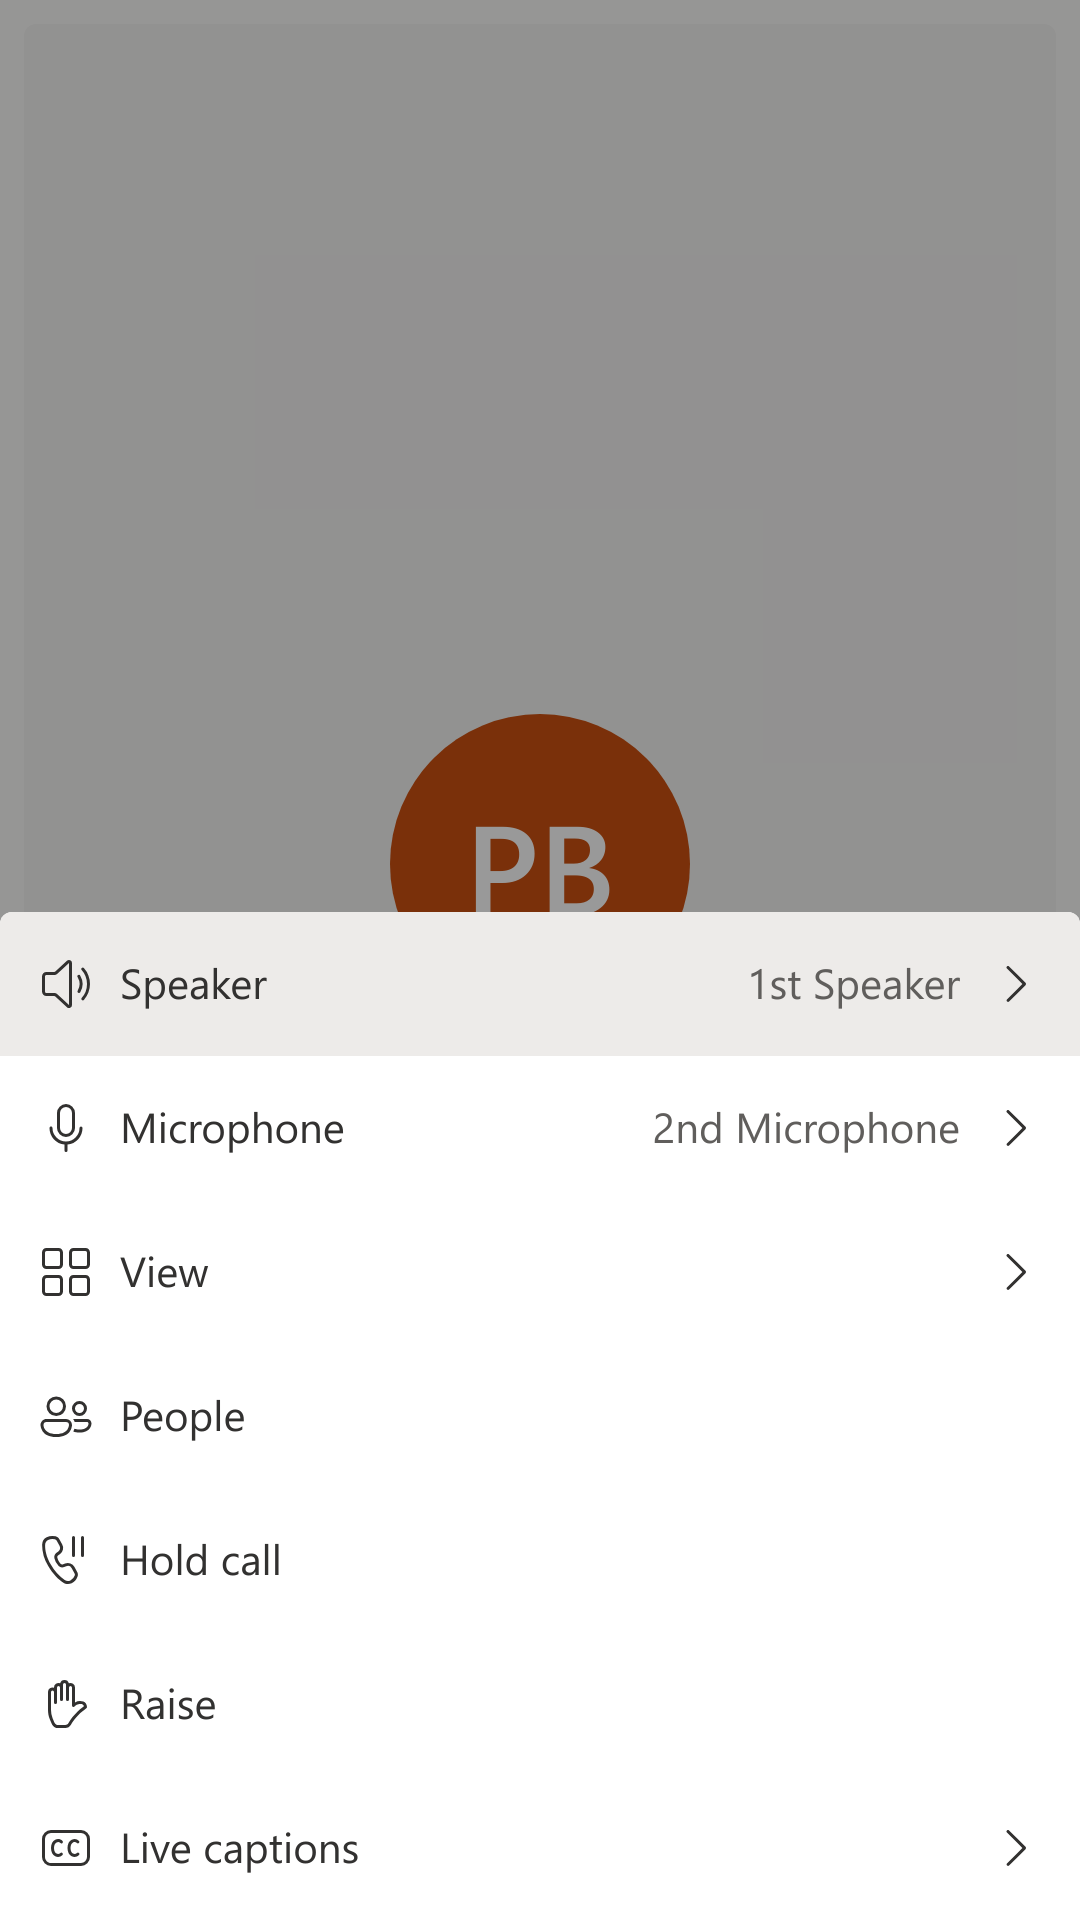 PB
Speaker 1st Speaker
Microphone 2nd Microphone
View
People
Hold call
Raise
CC Live captions